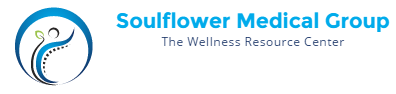 Soulflower Medical Group
The Wellness Resource Center